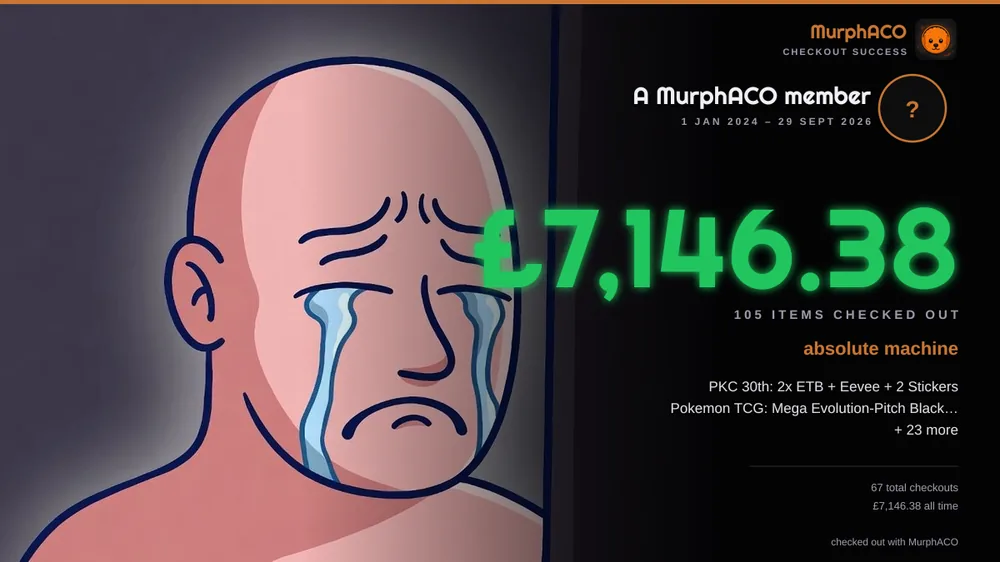 MurphACO
CHECKOUT SUCCESS
A MurphACO member
1 JAN 2024 – 29 SEPT 2026
?
£7,146.38
105 ITEMS CHECKED OUT
absolute machine
PKC 30th: 2x ETB + Eevee + 2 Stickers
Pokemon TCG: Mega Evolution-Pitch Black…
+ 23 more
67 total checkouts
£7,146.38 all time
checked out with MurphACO